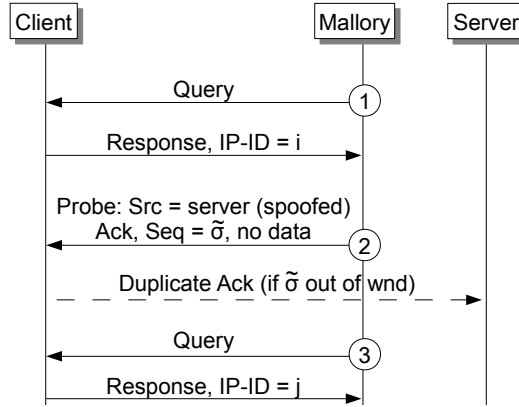 Client
Mallory
Server
Query
1
Response, IP-ID = i
Probe: Src = server (spoofed)
Ack, Seq = σ̃, no data
2
Duplicate Ack (if σ̃ out of wnd)
Query
3
Response, IP-ID = j